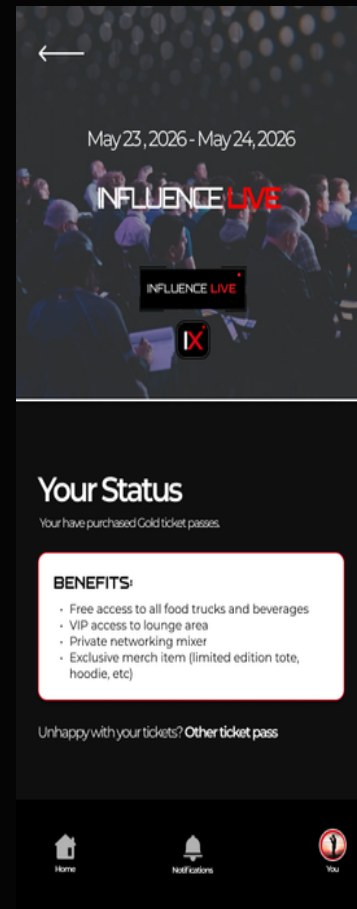 May 23, 2026 - May 24, 2026
INFLUENCE LIVE
INFLUENCE LIVE
IX
Your Status
Your have purchased Gold ticket passes.
BENEFITS:
• Free access to all food trucks and beverages
• VIP access to lounge area
• Private networking mixer
• Exclusive merch item (limited edition tote,
hoodie, etc)
Unhappy with your tickets? Other ticket pass
Home
Notifications
You